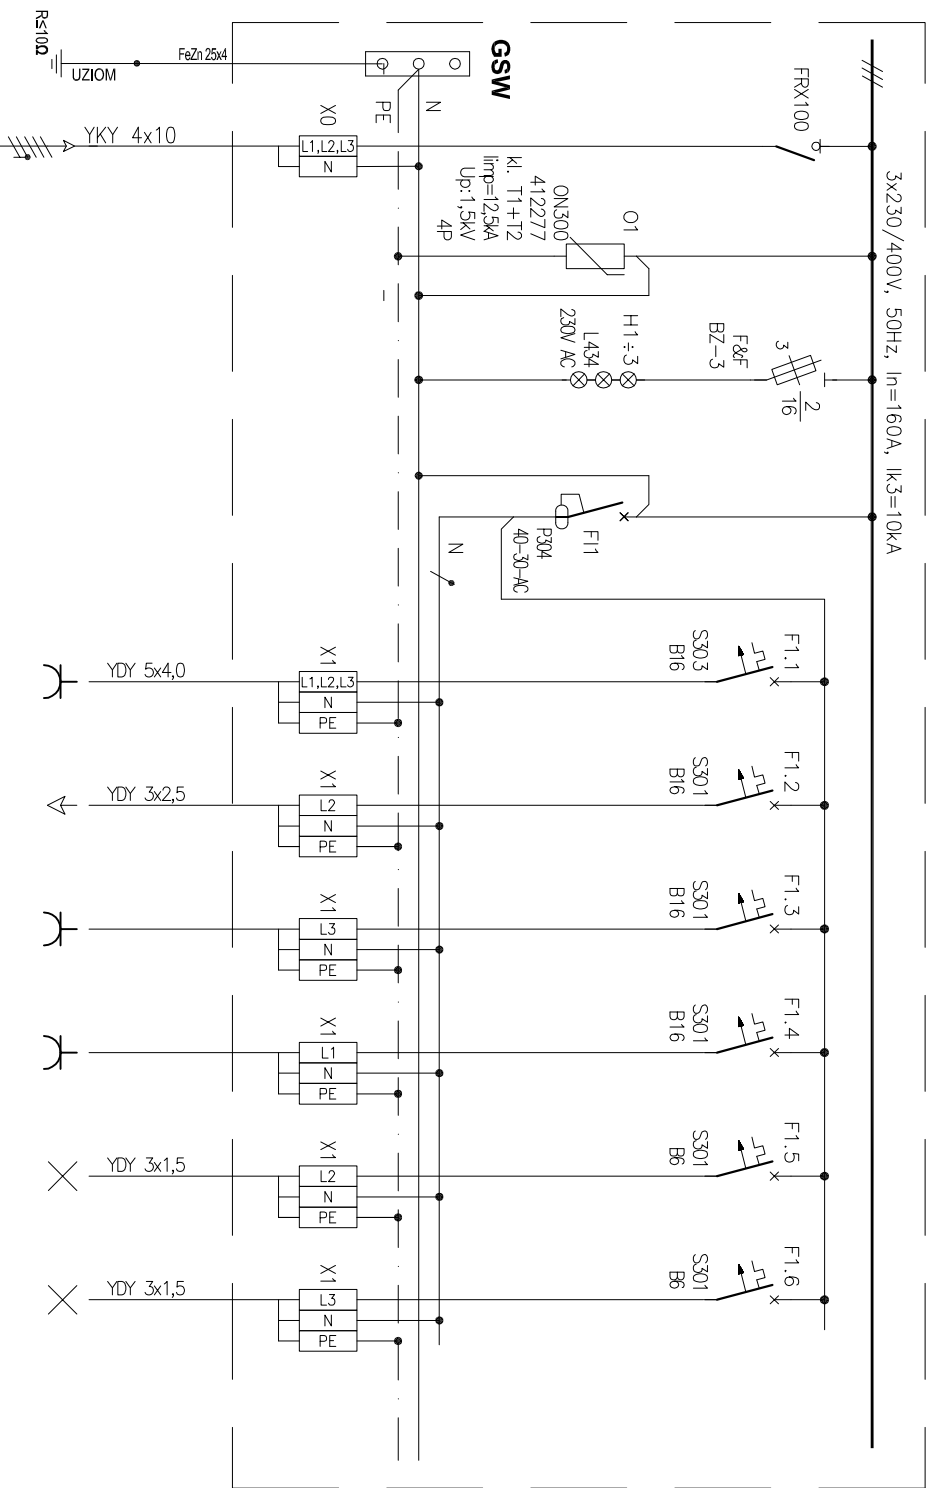 R≤10Ω
UZIOM
FeZn 25x4
GSW
N
PE
YKY 4x10
X0
L1,L2,L3
N
FRX100
3x230/400V, 50Hz, In=160A, Ik3=10kA
O1
ON300
412277
kl. T1+T2
Iimp=12,5kA
Up:1,5kV
4P
H1÷3
L434
230V AC
F&F
BZ-3
3
2
16
FI1
P304
40-30-AC
N
F1.1
S303
B16
X1
L1,L2,L3
N
PE
YDY 5x4,0
F1.2
S301
B16
X1
L2
N
PE
YDY 3x2,5
F1.3
S301
B16
X1
L3
N
PE
F1.4
S301
B16
X1
L1
N
PE
F1.5
S301
B6
X1
L2
N
PE
YDY 3x1,5
F1.6
S301
B6
X1
L3
N
PE
YDY 3x1,5